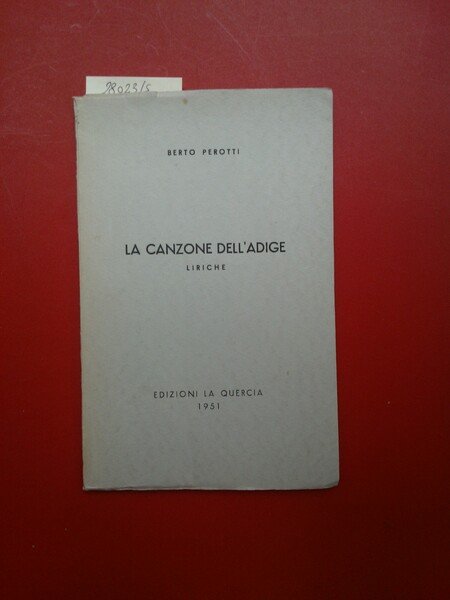 28023/5
BERTO PEROTTI
LA CANZONE DELL'ADIGE
LIRICHE
EDIZIONI LA QUERCIA
1951